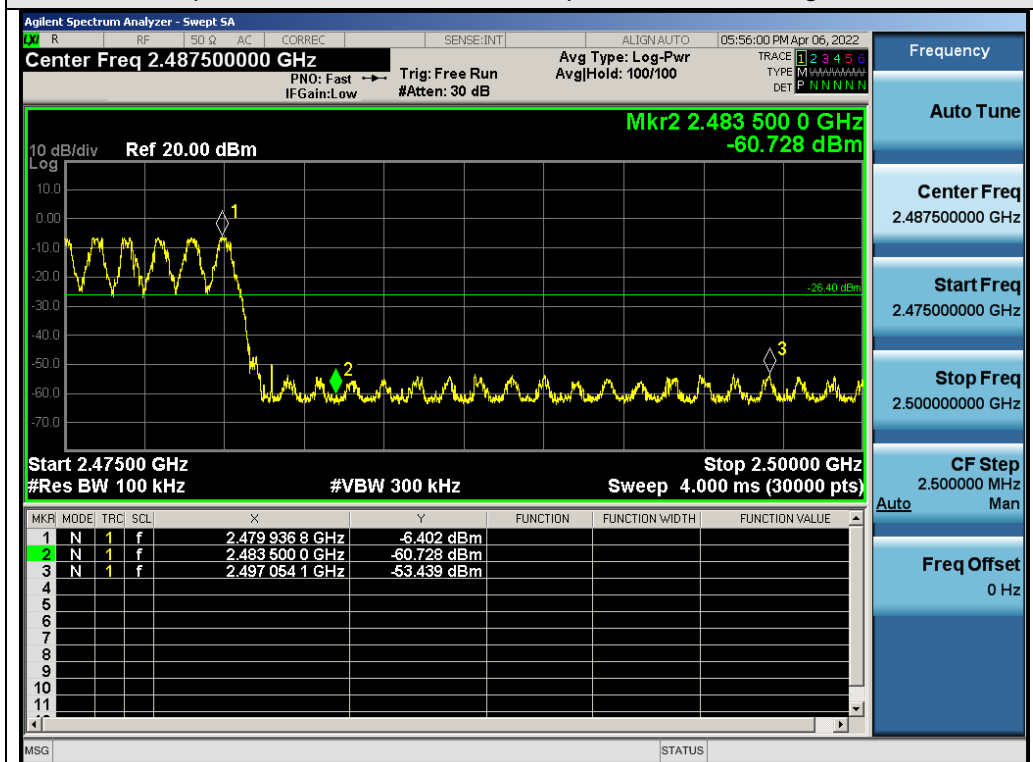 Agilent Spectrum Analyzer - Swept SA
LXI R RF 50 Ω AC CORREC SENSE:INT ALIGN AUTO 05:56:00 PM Apr 06, 2022
Center Freq 2.487500000 GHz
PNO: Fast
IFGain:Low
Trig: Free Run
#Atten: 30 dB
Avg Type: Log-Pwr
Avg|Hold: 100/100
TRACE 1 2 3 4 5 6
TYPE M WWWWW
DET P N N N N N
Mkr2 2.483 500 0 GHz
-60.728 dBm
10 dB/div Ref 20.00 dBm
Log
10.0
0.00
-10.0
-20.0
-30.0
-40.0
-50.0
-60.0
-70.0
1
-26.40 dBm
2
3
Start 2.47500 GHz Stop 2.50000 GHz
#Res BW 100 kHz #VBW 300 kHz Sweep 4.000 ms (30000 pts)
MKR MODE TRC SCL X Y FUNCTION FUNCTION WIDTH FUNCTION VALUE
1 N 1 f 2.479 936 8 GHz -6.402 dBm
2 N 1 f 2.483 500 0 GHz -60.728 dBm
3 N 1 f 2.497 054 1 GHz -53.439 dBm
4
5
6
7
8
9
10
11
MSG STATUS
Frequency
Auto Tune
Center Freq
2.487500000 GHz
Start Freq
2.475000000 GHz
Stop Freq
2.500000000 GHz
CF Step
2.500000 MHz
Auto Man
Freq Offset
0 Hz